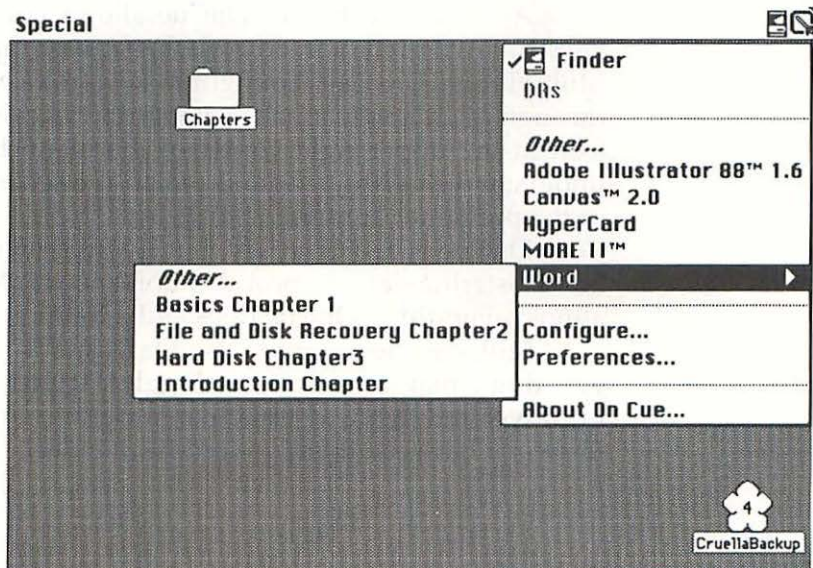 Special
Chapters
✓ Finder
DAs
Other...
Adobe Illustrator 88™ 1.6
Canvas™ 2.0
HyperCard
MORE II™
Word
Configure...
Preferences...
About On Cue...
Other...
Basics Chapter 1
File and Disk Recovery Chapter2
Hard Disk Chapter3
Introduction Chapter
4
CruellaBackup